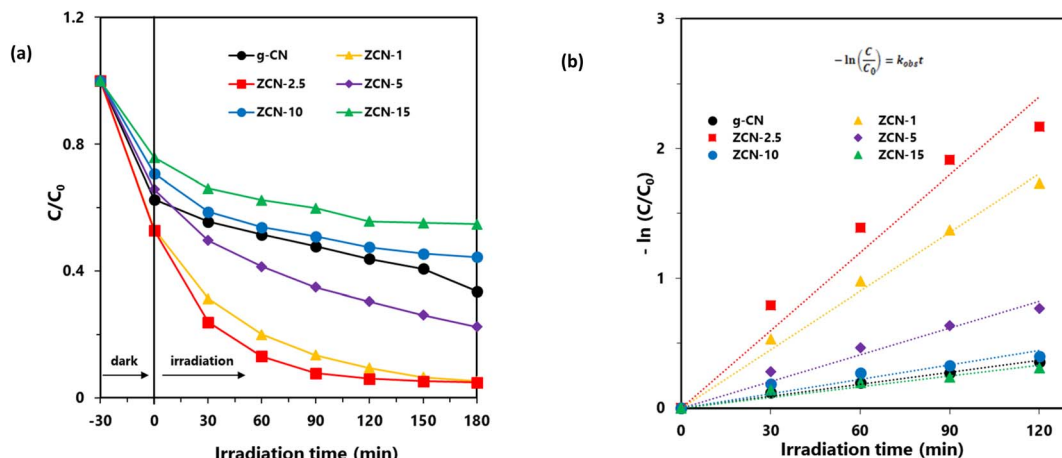 (a)
1.2
0.8
0.4
0
C/C0
g-CN
ZCN-1
ZCN-2.5
ZCN-5
ZCN-10
ZCN-15
dark
irradiation
-30 0 30 60 90 120 150 180
Irradiation time (min)
(b)
3
2
1
0
- ln (C/C0)
−ln(C/C0) = kobs t
g-CN
ZCN-1
ZCN-2.5
ZCN-5
ZCN-10
ZCN-15
0 30 60 90 120
Irradiation time (min)